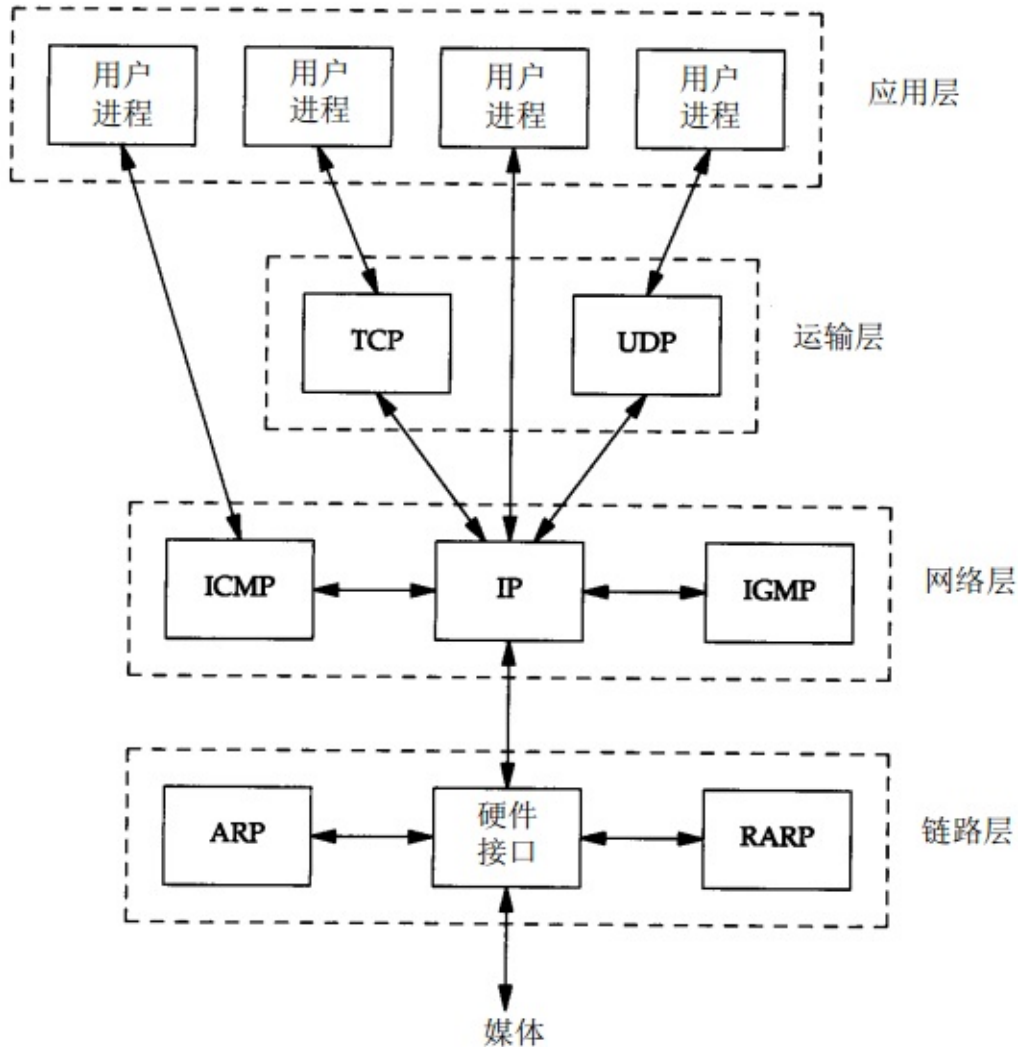 用户
进程
用户
进程
用户
进程
用户
进程
应用层
TCP
UDP
运输层
ICMP
IP
IGMP
网络层
ARP
硬件
接口
RARP
链路层
媒体